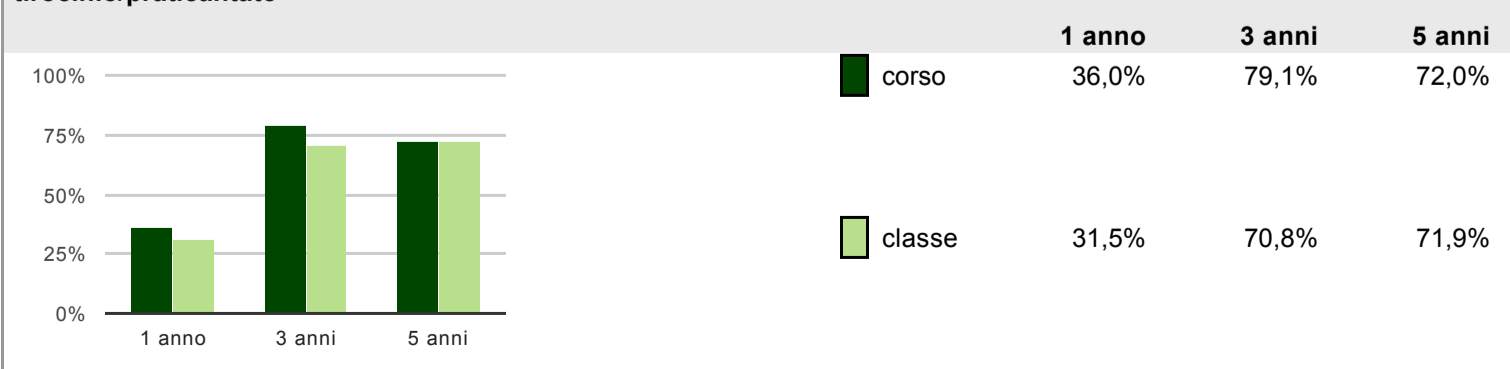 1 anno 3 anni 5 anni
100%
75%
50%
25%
0%
1 anno 3 anni 5 anni
corso 36,0% 79,1% 72,0%
classe 31,5% 70,8% 71,9%